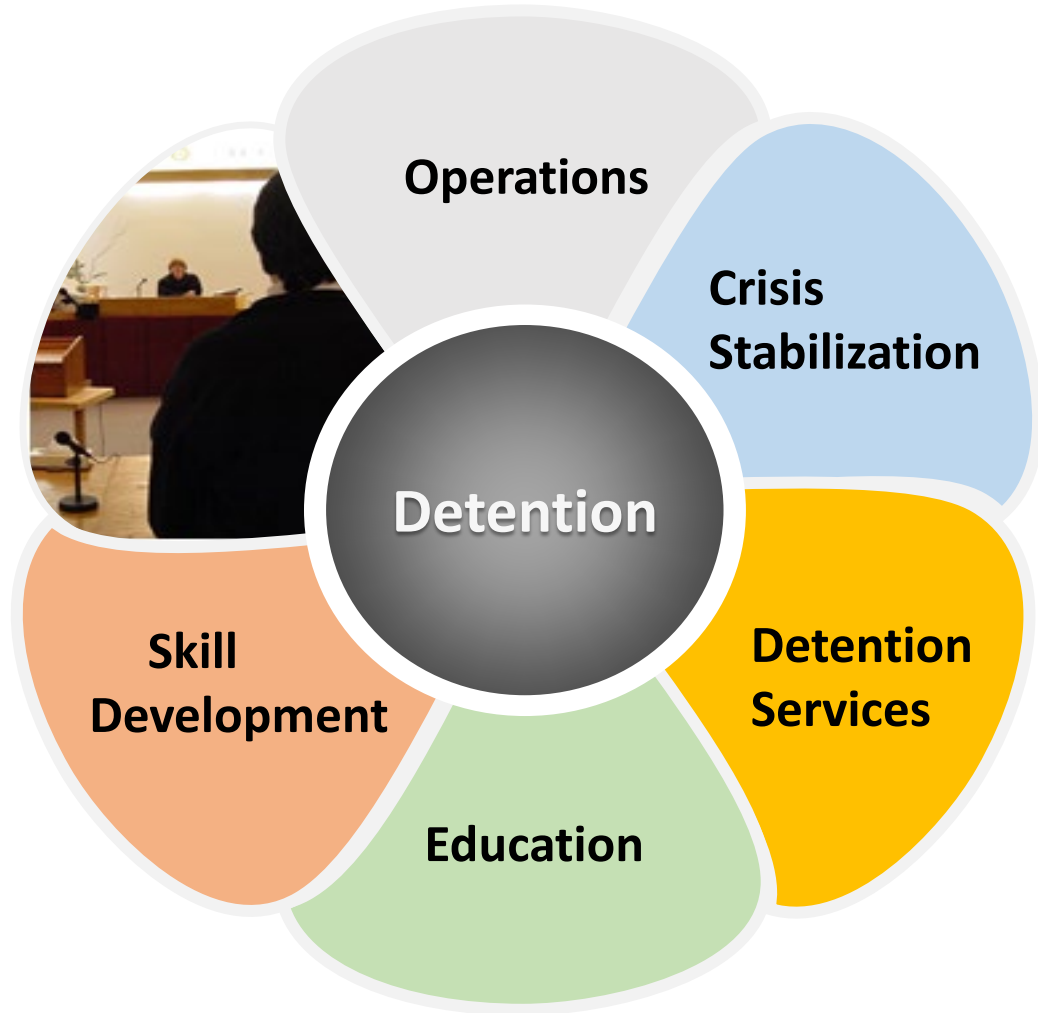 Operations
Crisis
Stabilization
Detention
Detention
Services
Skill
Development
Education